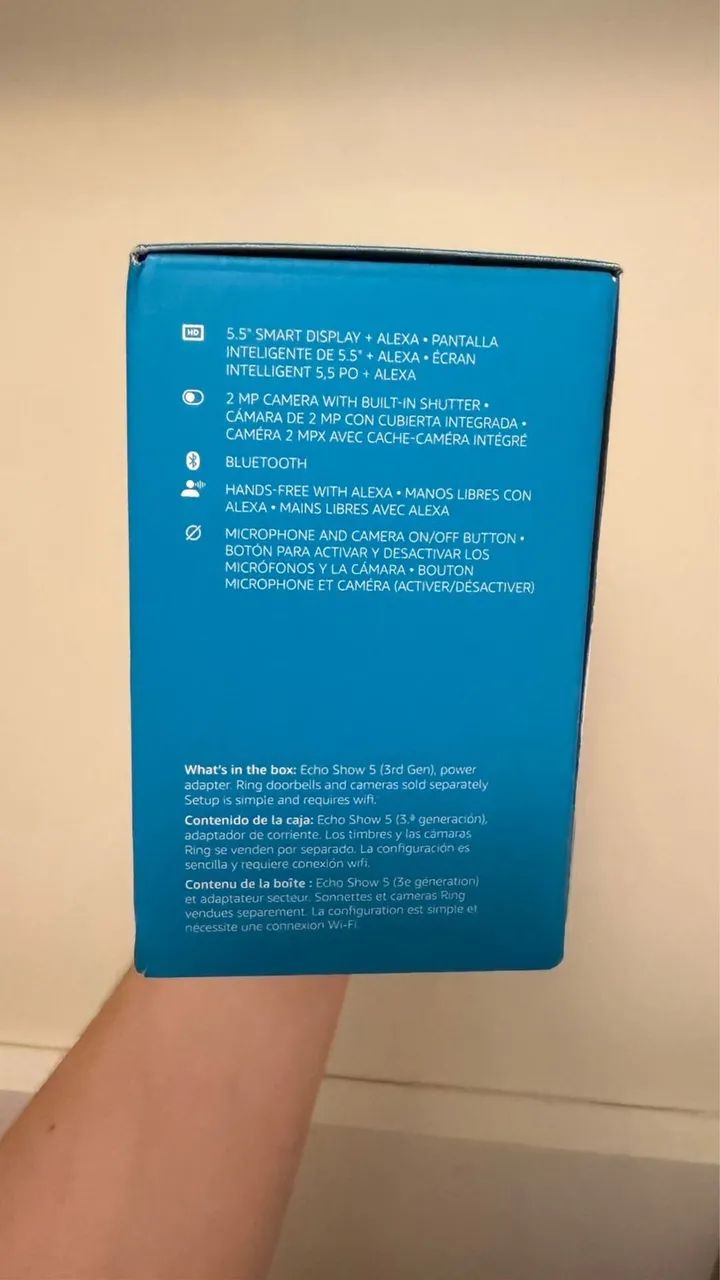 HD
5.5" SMART DISPLAY + ALEXA • PANTALLA
INTELIGENTE DE 5.5" + ALEXA • ÉCRAN
INTELLIGENT 5,5 PO + ALEXA
2 MP CAMERA WITH BUILT-IN SHUTTER •
CÁMARA DE 2 MP CON CUBIERTA INTEGRADA •
CAMÉRA 2 MPX AVEC CACHE-CAMÉRA INTÉGRÉ
BLUETOOTH
HANDS-FREE WITH ALEXA • MANOS LIBRES CON
ALEXA • MAINS LIBRES AVEC ALEXA
MICROPHONE AND CAMERA ON/OFF BUTTON •
BOTÓN PARA ACTIVAR Y DESACTIVAR LOS
MICRÓFONOS Y LA CÁMARA • BOUTON
MICROPHONE ET CAMÉRA (ACTIVER/DÉSACTIVER)
What's in the box: Echo Show 5 (3rd Gen), power
adapter. Ring doorbells and cameras sold separately
Setup is simple and requires wifi.
Contenido de la caja: Echo Show 5 (3.ª generación),
adaptador de corriente. Los timbres y las cámaras
Ring se venden por separado. La configuración es
sencilla y requiere conexión wifi.
Contenu de la boîte : Echo Show 5 (3e génération)
et adaptateur secteur. Sonnettes et cameras Ring
vendues separement. La configuration est simple et
nécessite une connexion Wi-Fi.